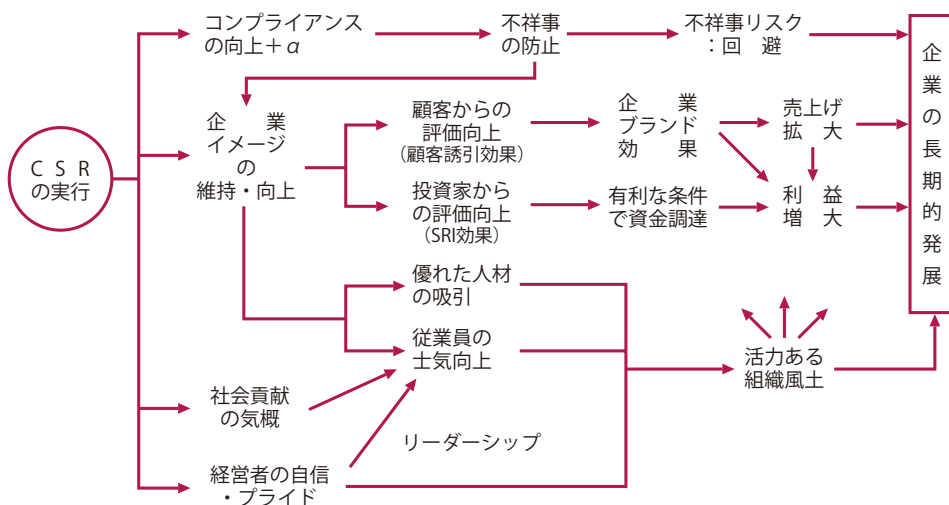 CSR
の実行
コンプライアンス
の向上+α
不祥事
の防止
不祥事リスク
:回 避
企業
イメージ
の
維持・向上
顧客からの
評価向上
(顧客誘引効果)
企業
ブランド
効果
売上げ
拡大
投資家から
の評価向上
(SRI効果)
有利な条件
で資金調達
利益
増大
優れた人材
の吸引
従業員の
士気向上
社会貢献
の気概
リーダーシップ
経営者の自信
・プライド
活力ある
組織風土
企業の長期的発展